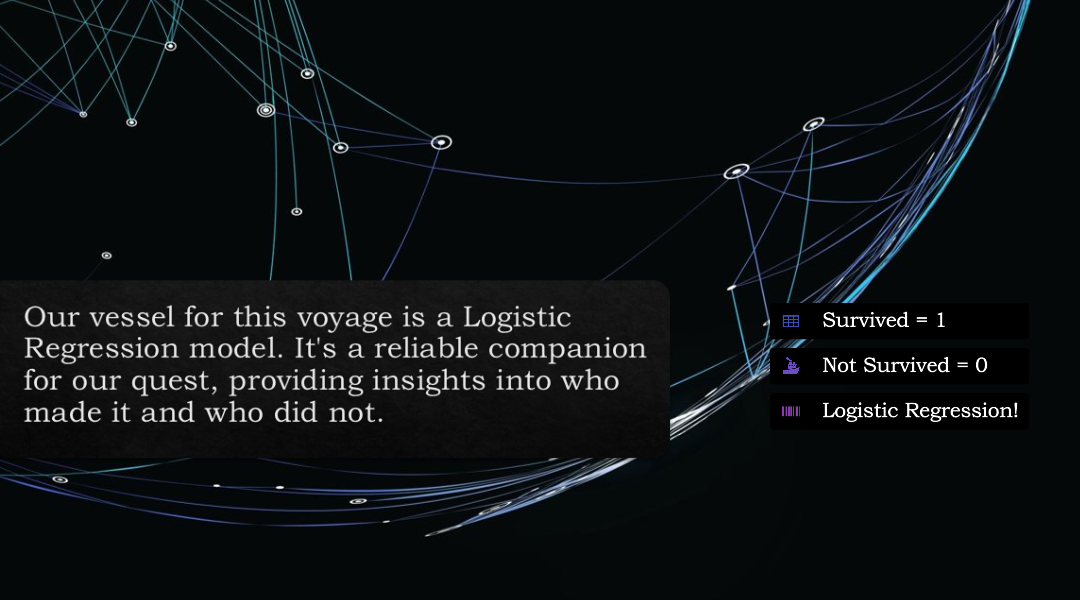 Our vessel for this voyage is a Logistic
Regression model. It's a reliable companion
for our quest, providing insights into who
made it and who did not.
Survived = 1
Not Survived = 0
Logistic Regression!